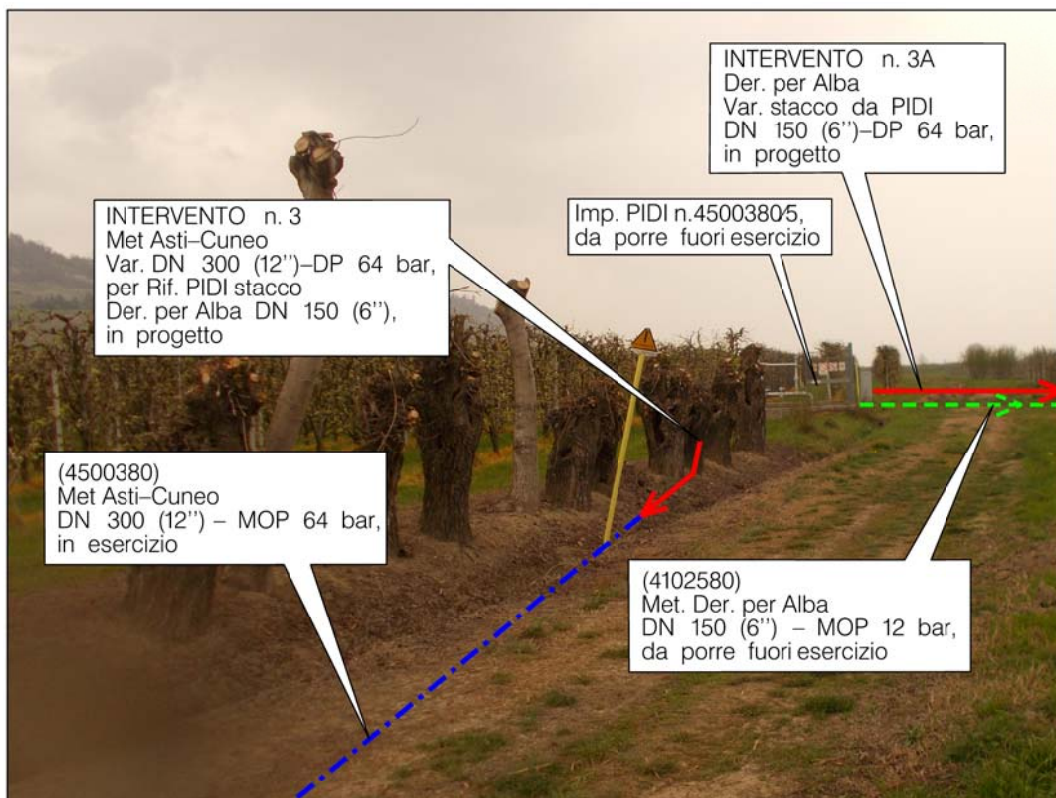 INTERVENTO n. 3A
Der. per Alba
Var. stacco da PIDI
DN 150 (6'')–DP 64 bar,
in progetto
Imp. PIDI n.4500380/5,
da porre fuori esercizio
INTERVENTO n. 3
Met Asti–Cuneo
Var. DN 300 (12'')–DP 64 bar,
per Rif. PIDI stacco
Der. per Alba DN 150 (6''),
in progetto
(4500380)
Met Asti–Cuneo
DN 300 (12'') – MOP 64 bar,
in esercizio
(4102580)
Met. Der. per Alba
DN 150 (6'') – MOP 12 bar,
da porre fuori esercizio